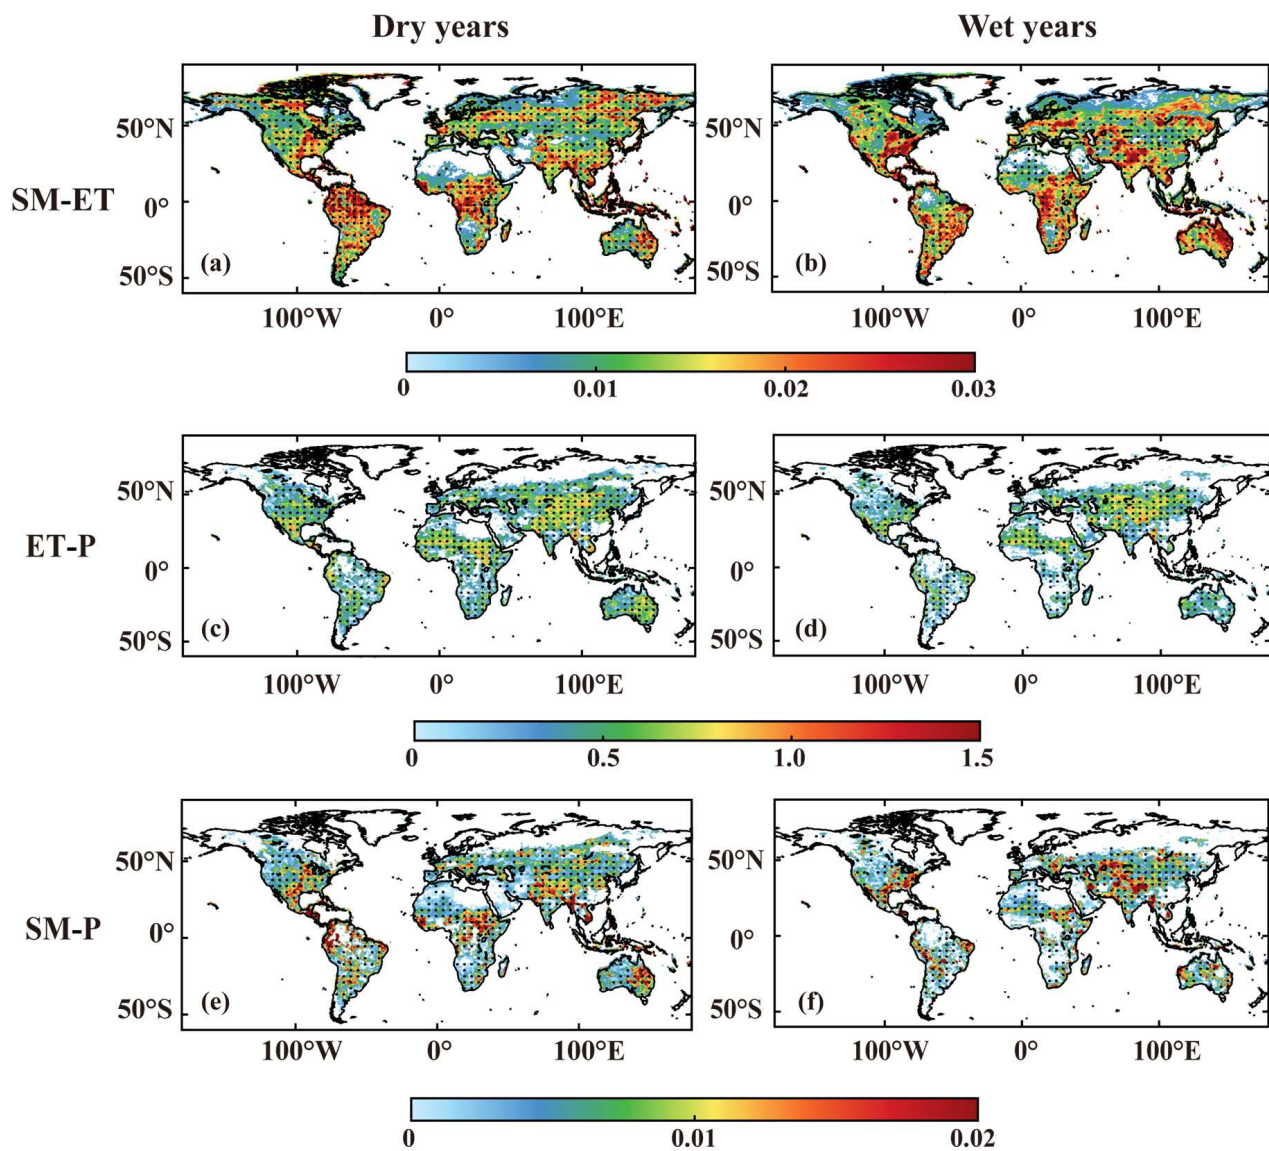 Dry years Wet years
50°N 50°N
SM-ET 0° 0°
50°S (a) 50°S (b)
100°W 0° 100°E 100°W 0° 100°E
0 0.01 0.02 0.03
50°N 50°N
ET-P 0° 0°
50°S (c) 50°S (d)
100°W 0° 100°E 100°W 0° 100°E
0 0.5 1.0 1.5
50°N 50°N
SM-P 0° 0°
50°S (e) 50°S (f)
100°W 0° 100°E 100°W 0° 100°E
0 0.01 0.02